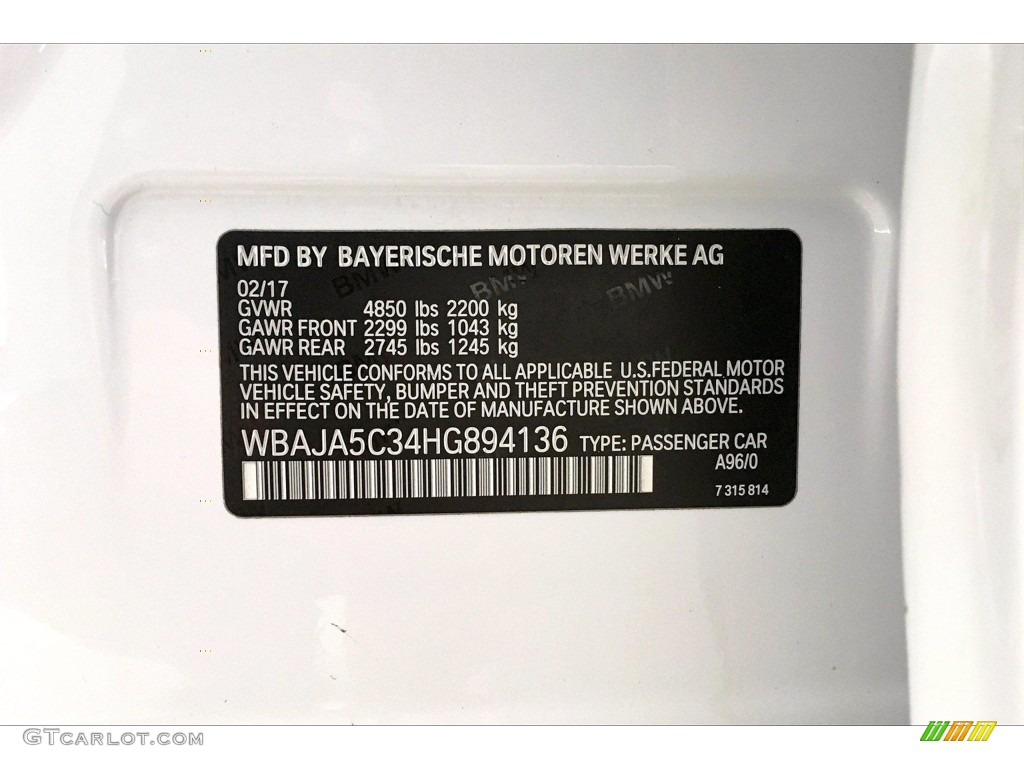 MFD BY BAYERISCHE MOTOREN WERKE AG
BMW BMW BMW
02/17
GVWR 4850 lbs 2200 kg
GAWR FRONT 2299 lbs 1043 kg
GAWR REAR 2745 lbs 1245 kg
THIS VEHICLE CONFORMS TO ALL APPLICABLE U.S.FEDERAL MOTOR
VEHICLE SAFETY, BUMPER AND THEFT PREVENTION STANDARDS
IN EFFECT ON THE DATE OF MANUFACTURE SHOWN ABOVE.
WBAJA5C34HG894136 TYPE: PASSENGER CAR
A96/0
7 315 814
GTCARLOT.COM